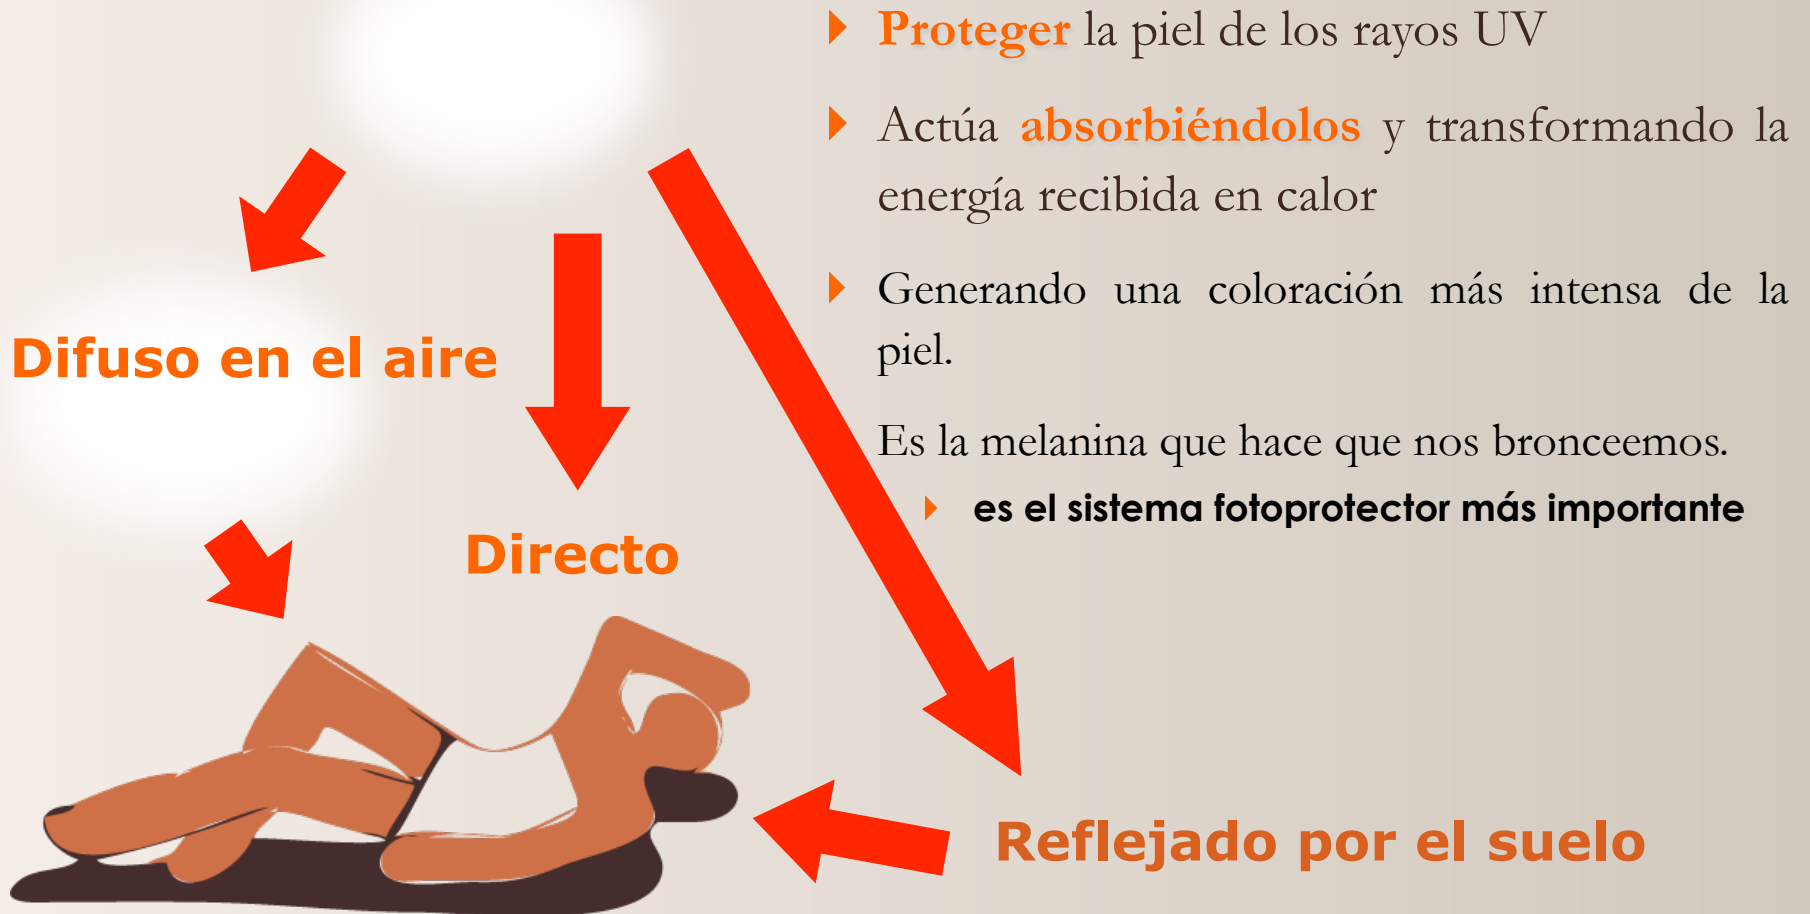 Proteger la piel de los rayos UV
Actúa absorbiéndolos y transformando la
energía recibida en calor
Generando una coloración más intensa de la
piel.
Es la melanina que hace que nos bronceemos.
es el sistema fotoprotector más importante
Difuso en el aire
Directo
Reflejado por el suelo